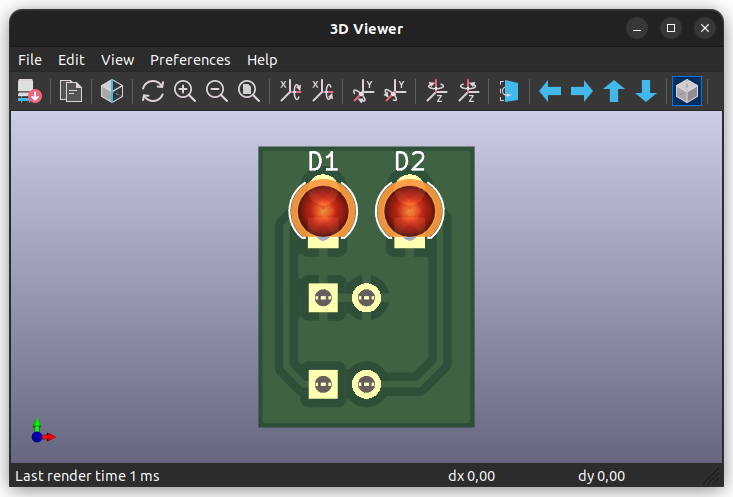 3D Viewer
File Edit View Preferences Help
X X Y Y Z Z
D1 D2
Last render time 1 ms dx 0,00 dy 0,00